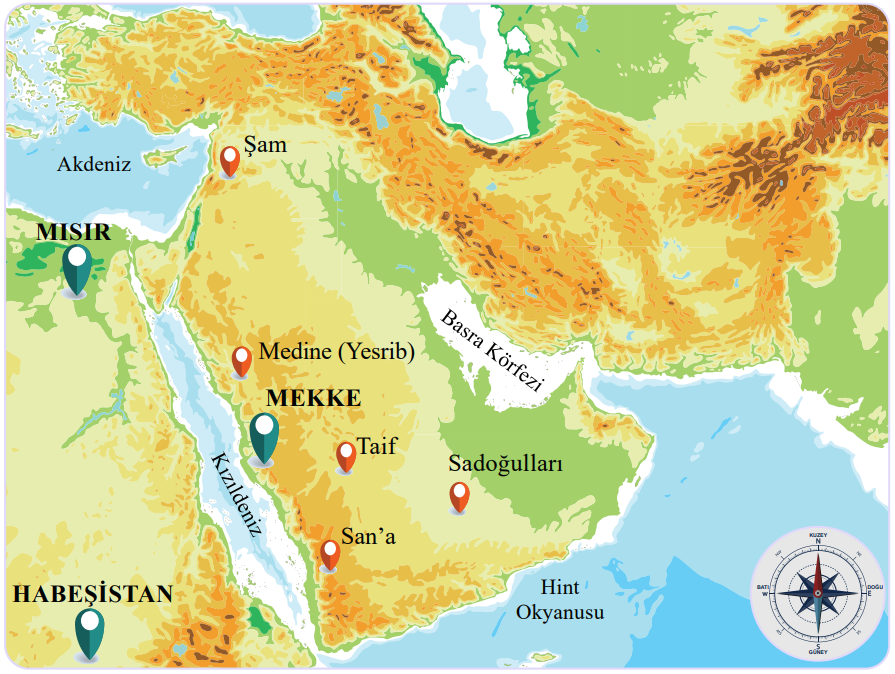 Şam
Akdeniz
MISIR
Basra Körfezi
Medine (Yesrib)
MEKKE
Taif
Sadoğulları
Kızıldeniz
San’a
KUZEY
N
BATI
W
DOĞU
E
S
GÜNEY
HABEŞİSTAN
Hint
Okyanusu